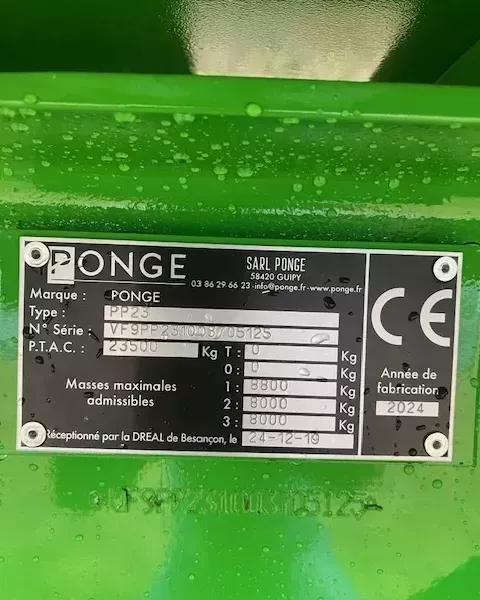 PONGE
SARL PONGE
58420 GUIPY
03 86 29 66 23 - info@ponge.fr - www.ponge.fr
Marque : PONGE
Type : PP23
N° Série :
P.T.A.C. : 23500 Kg T : 0 Kg
0 : 0 Kg
Masses maximales admissibles
1 : 8800 Kg
2 : 8000 Kg
3 : 8000 Kg
Réceptionné par la DREAL de Besançon, le 24-12-19
CE
Année de
fabrication
2024